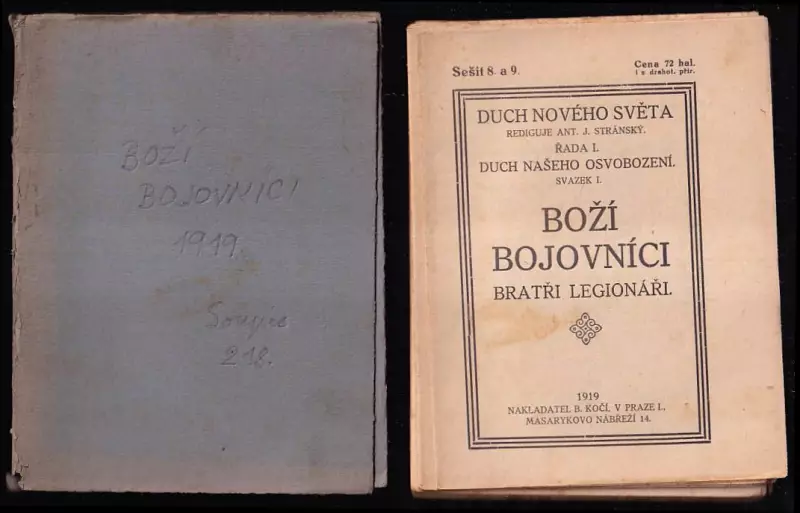 BOŽÍ
BOJOVNÍCI
1919.
Soupis
218.
Sešit 8 a 9.
Cena 72 hal.
i s drahot. přir.
DUCH NOVÉHO SVĚTA
REDIGUJE ANT. J. STRÁNSKÝ.
ŘADA I.
DUCH NAŠEHO OSVOBOZENÍ.
SVAZEK I.
BOŽÍ
BOJOVNÍCI
BRATŘI LEGIONÁŘI.
1919
NAKLADATEL B. KOČÍ, V PRAZE I.,
MASARYKOVO NÁBŘEŽÍ 14.